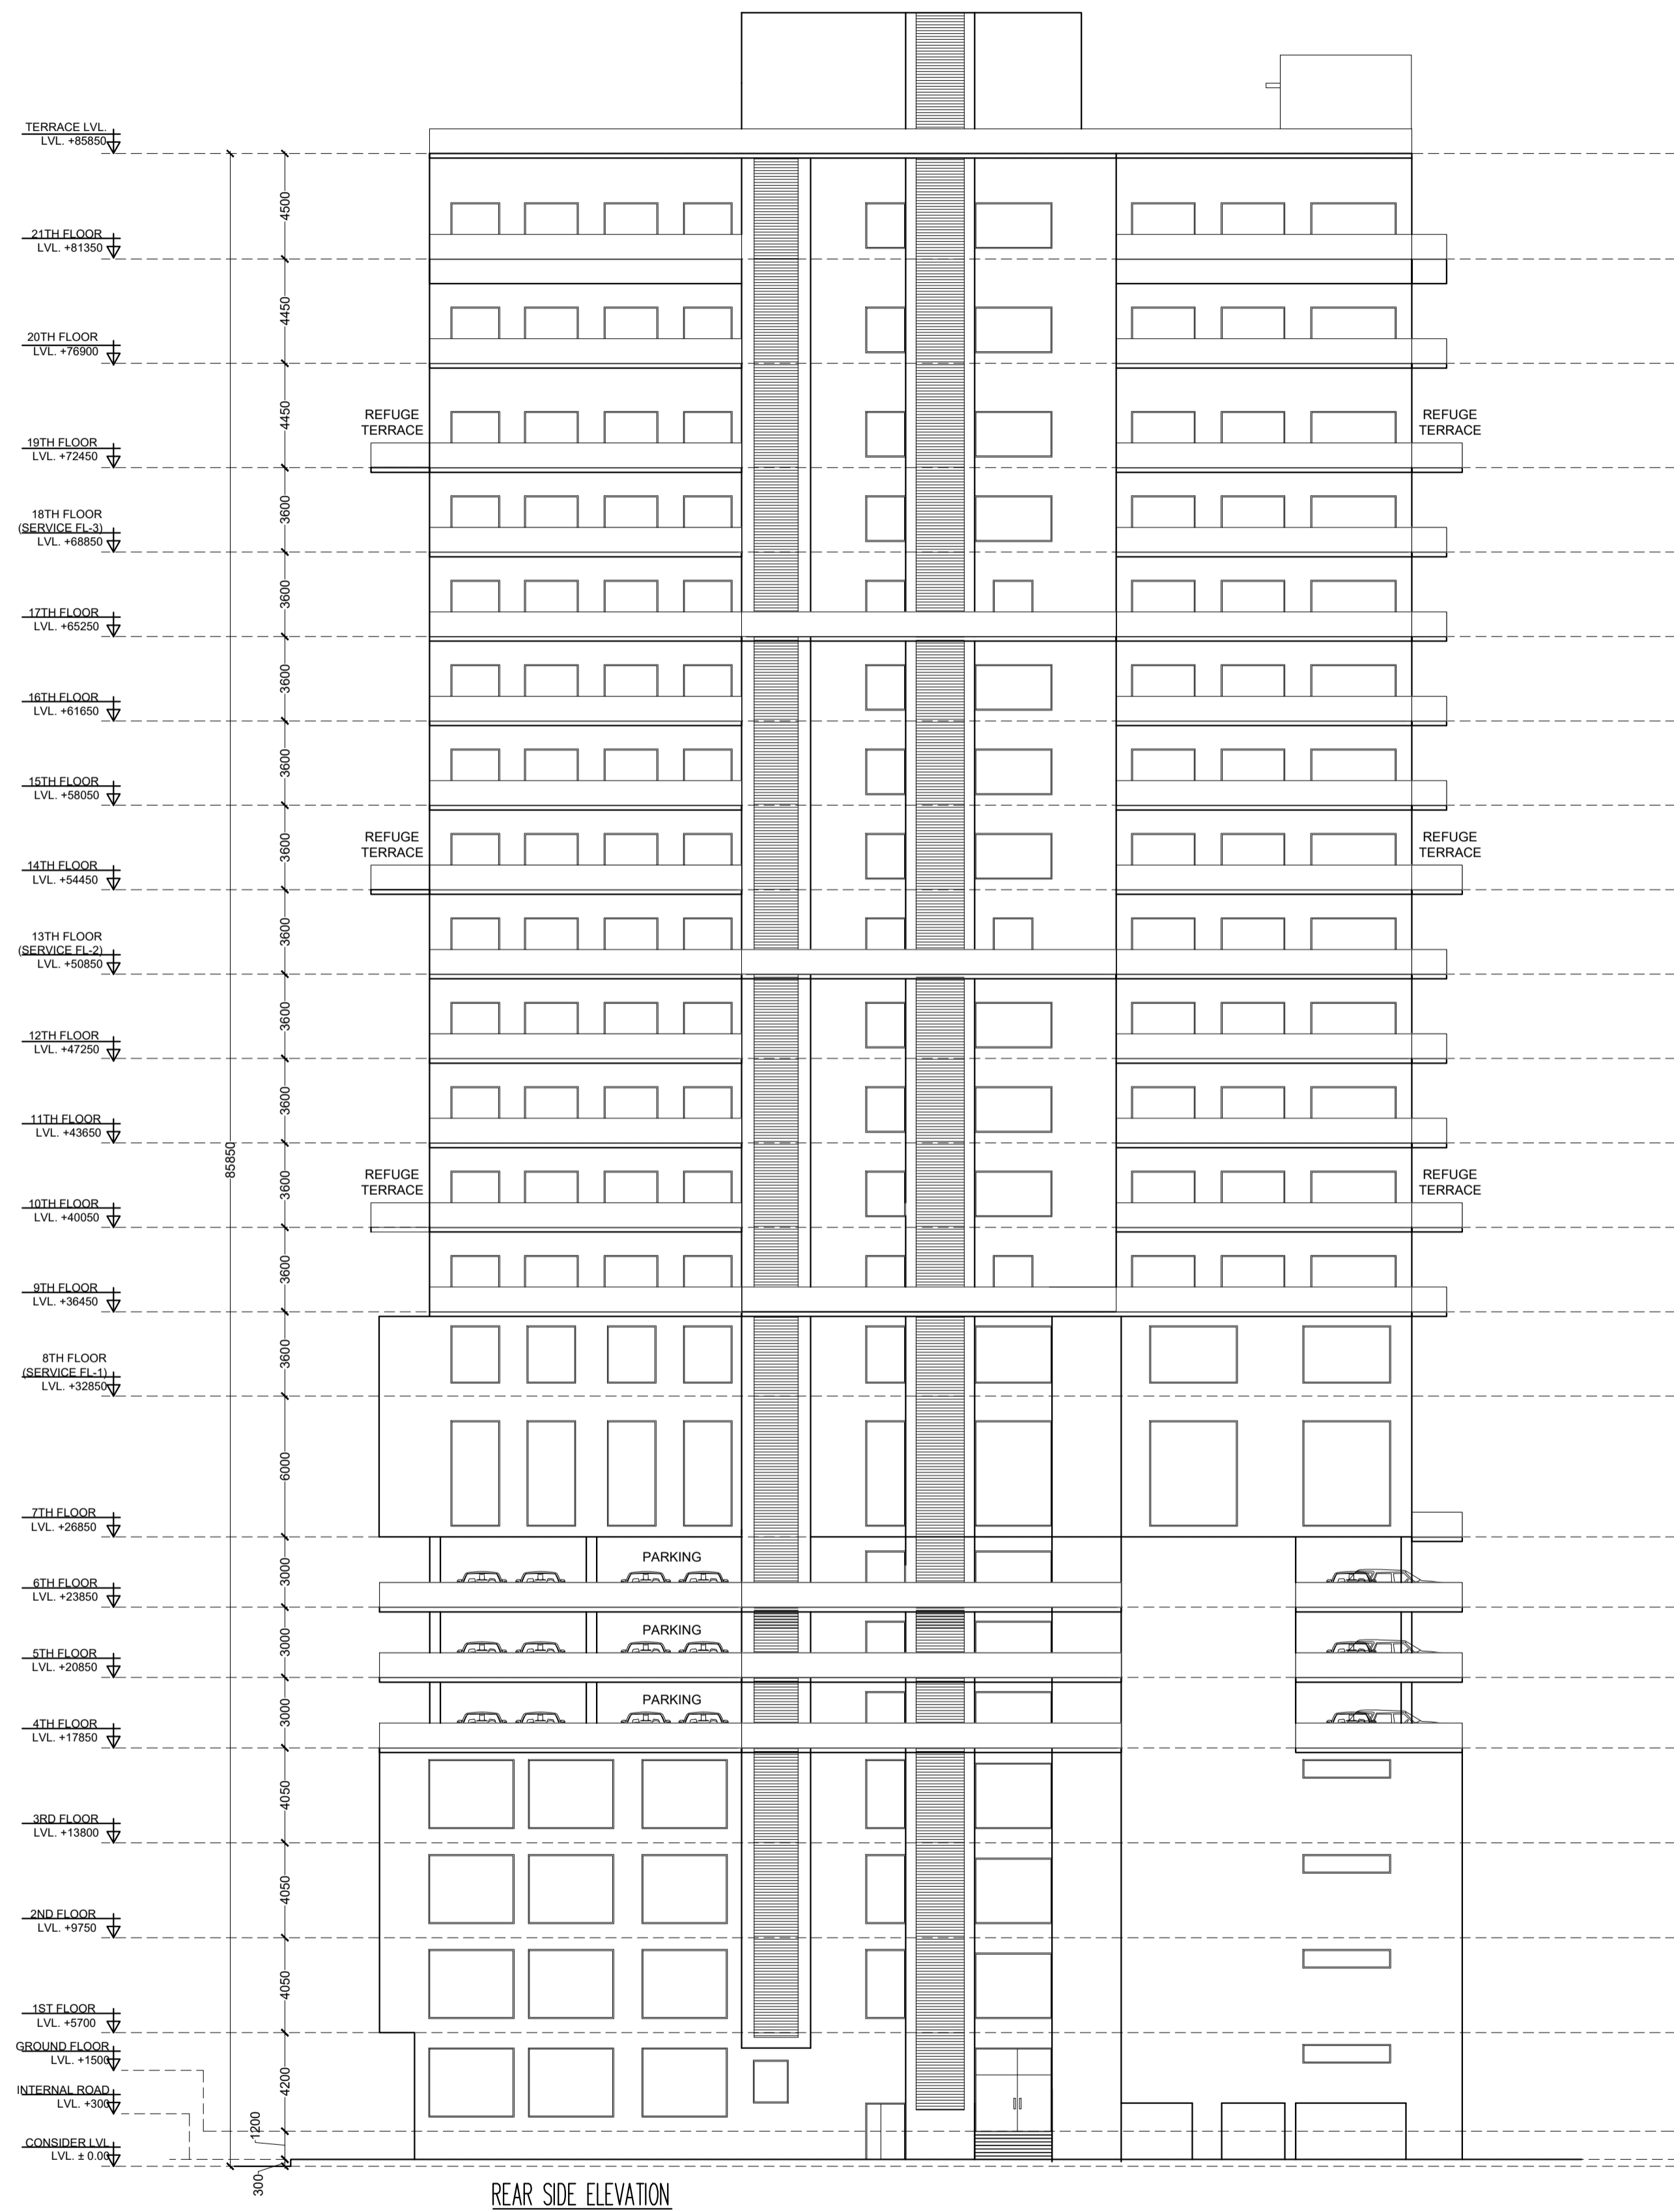 TERRACE LVL.
LVL. +85850
4500
21TH FLOOR
LVL. +81350
4450
20TH FLOOR
LVL. +76900
4450
REFUGE
TERRACE
REFUGE
TERRACE
19TH FLOOR
LVL. +72450
3600
18TH FLOOR
(SERVICE FL-3)
LVL. +68850
3600
17TH FLOOR
LVL. +65250
3600
16TH FLOOR
LVL. +61650
3600
15TH FLOOR
LVL. +58050
3600
REFUGE
TERRACE
REFUGE
TERRACE
14TH FLOOR
LVL. +54450
3600
13TH FLOOR
(SERVICE FL-2)
LVL. +50850
3600
12TH FLOOR
LVL. +47250
3600
11TH FLOOR
LVL. +43650
85850
3600
REFUGE
TERRACE
REFUGE
TERRACE
10TH FLOOR
LVL. +40050
3600
9TH FLOOR
LVL. +36450
3600
8TH FLOOR
(SERVICE FL-1)
LVL. +32850
6000
7TH FLOOR
LVL. +26850
PARKING
3000
6TH FLOOR
LVL. +23850
PARKING
3000
5TH FLOOR
LVL. +20850
PARKING
3000
4TH FLOOR
LVL. +17850
4050
3RD FLOOR
LVL. +13800
4050
2ND FLOOR
LVL. +9750
4050
1ST FLOOR
LVL. +5700
GROUND FLOOR
LVL. +1500
4200
INTERNAL ROAD
LVL. +300
1200
CONSIDER LVL
LVL. ± 0.00
300
REAR SIDE ELEVATION